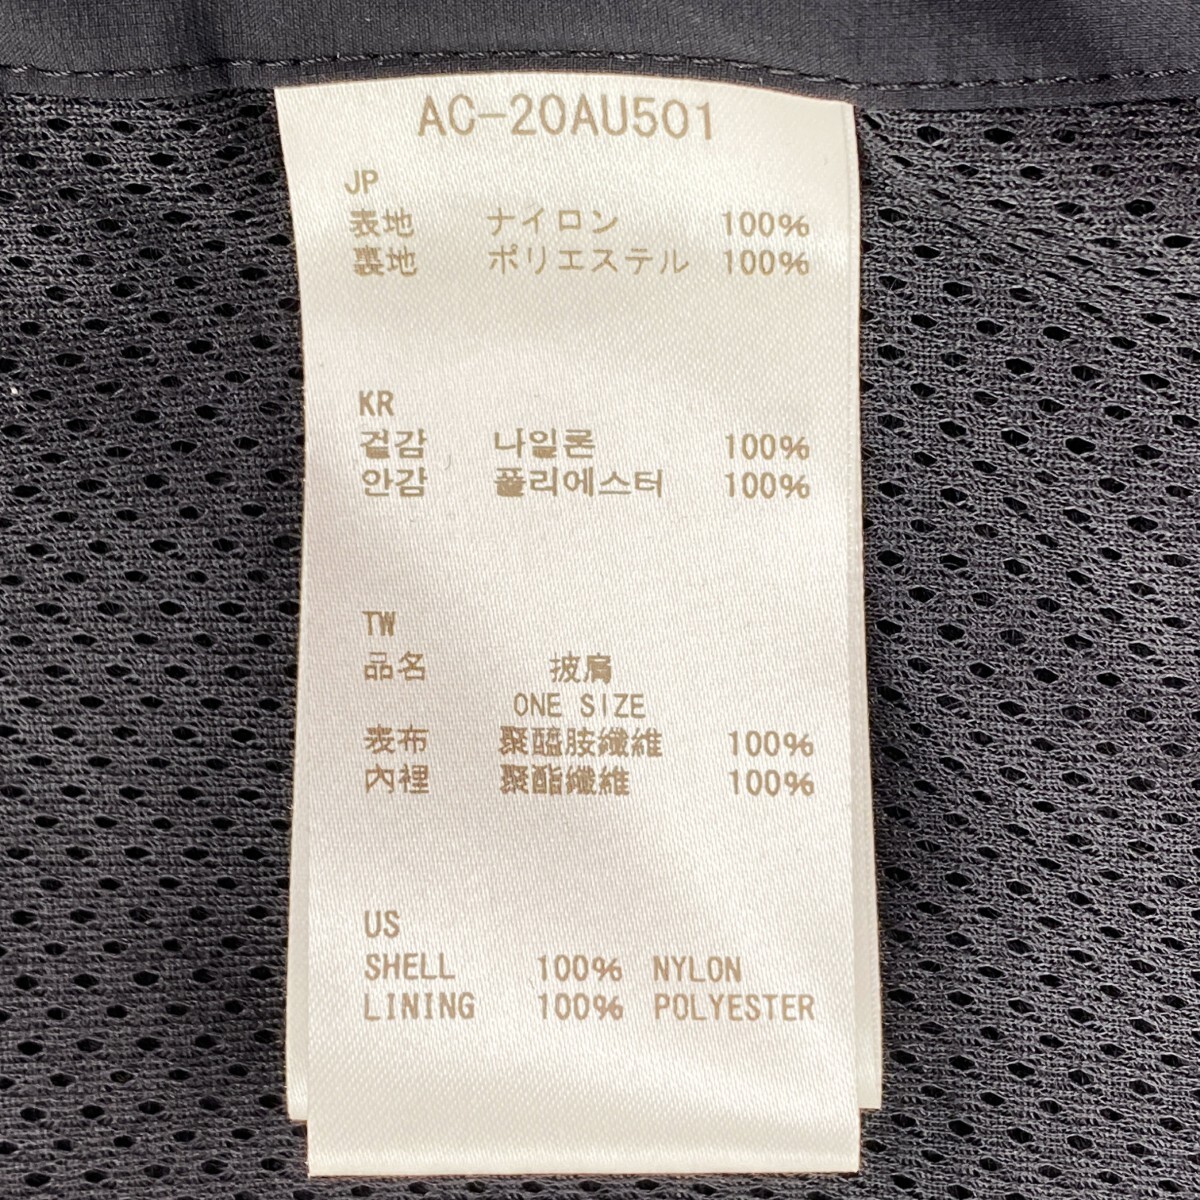 AC-20AU501
JP
表地 ナイロン 100%
裏地 ポリエステル 100%
KR
겉감 나일론 100%
안감 폴리에스터 100%
TW
品名 披肩
ONE SIZE
表布 聚醯胺纖維 100%
內裡 聚酯纖維 100%
US
SHELL 100% NYLON
LINING 100% POLYESTER